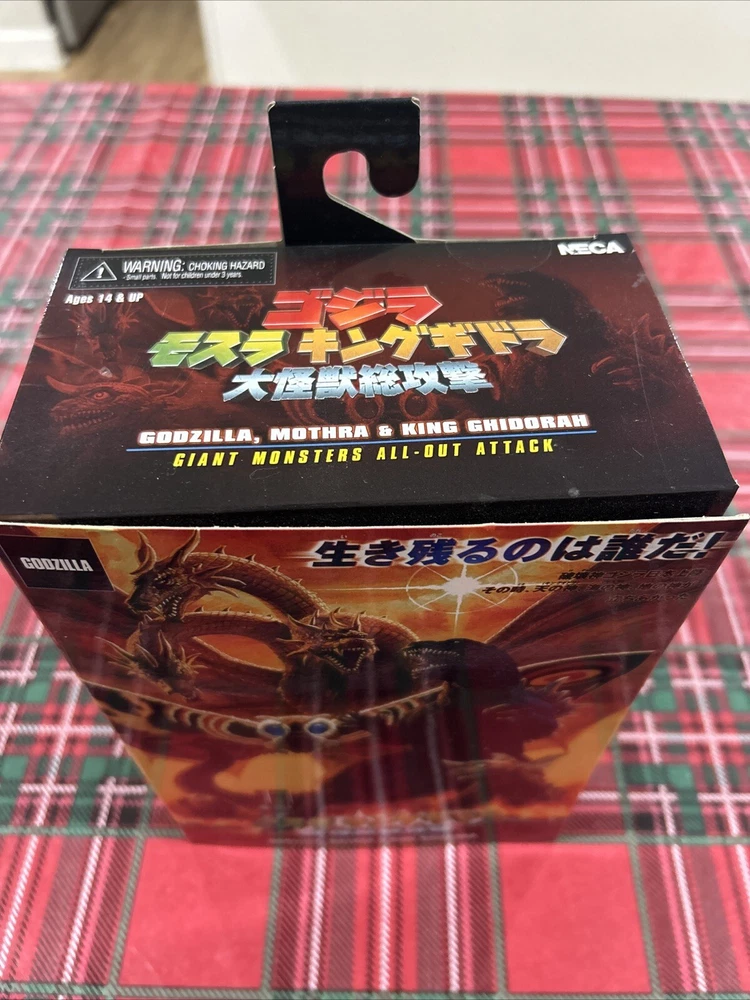 NECA
WARNING: CHOKING HAZARD
Small parts. Not for children under 3 years.
Ages 14 & UP
ゴジラ
モスラ キングギドラ
大怪獣総攻撃
GODZILLA, MOTHRA & KING GHIDORAH
GIANT MONSTERS ALL-OUT ATTACK
GODZILLA
生き残るのは誰だ!